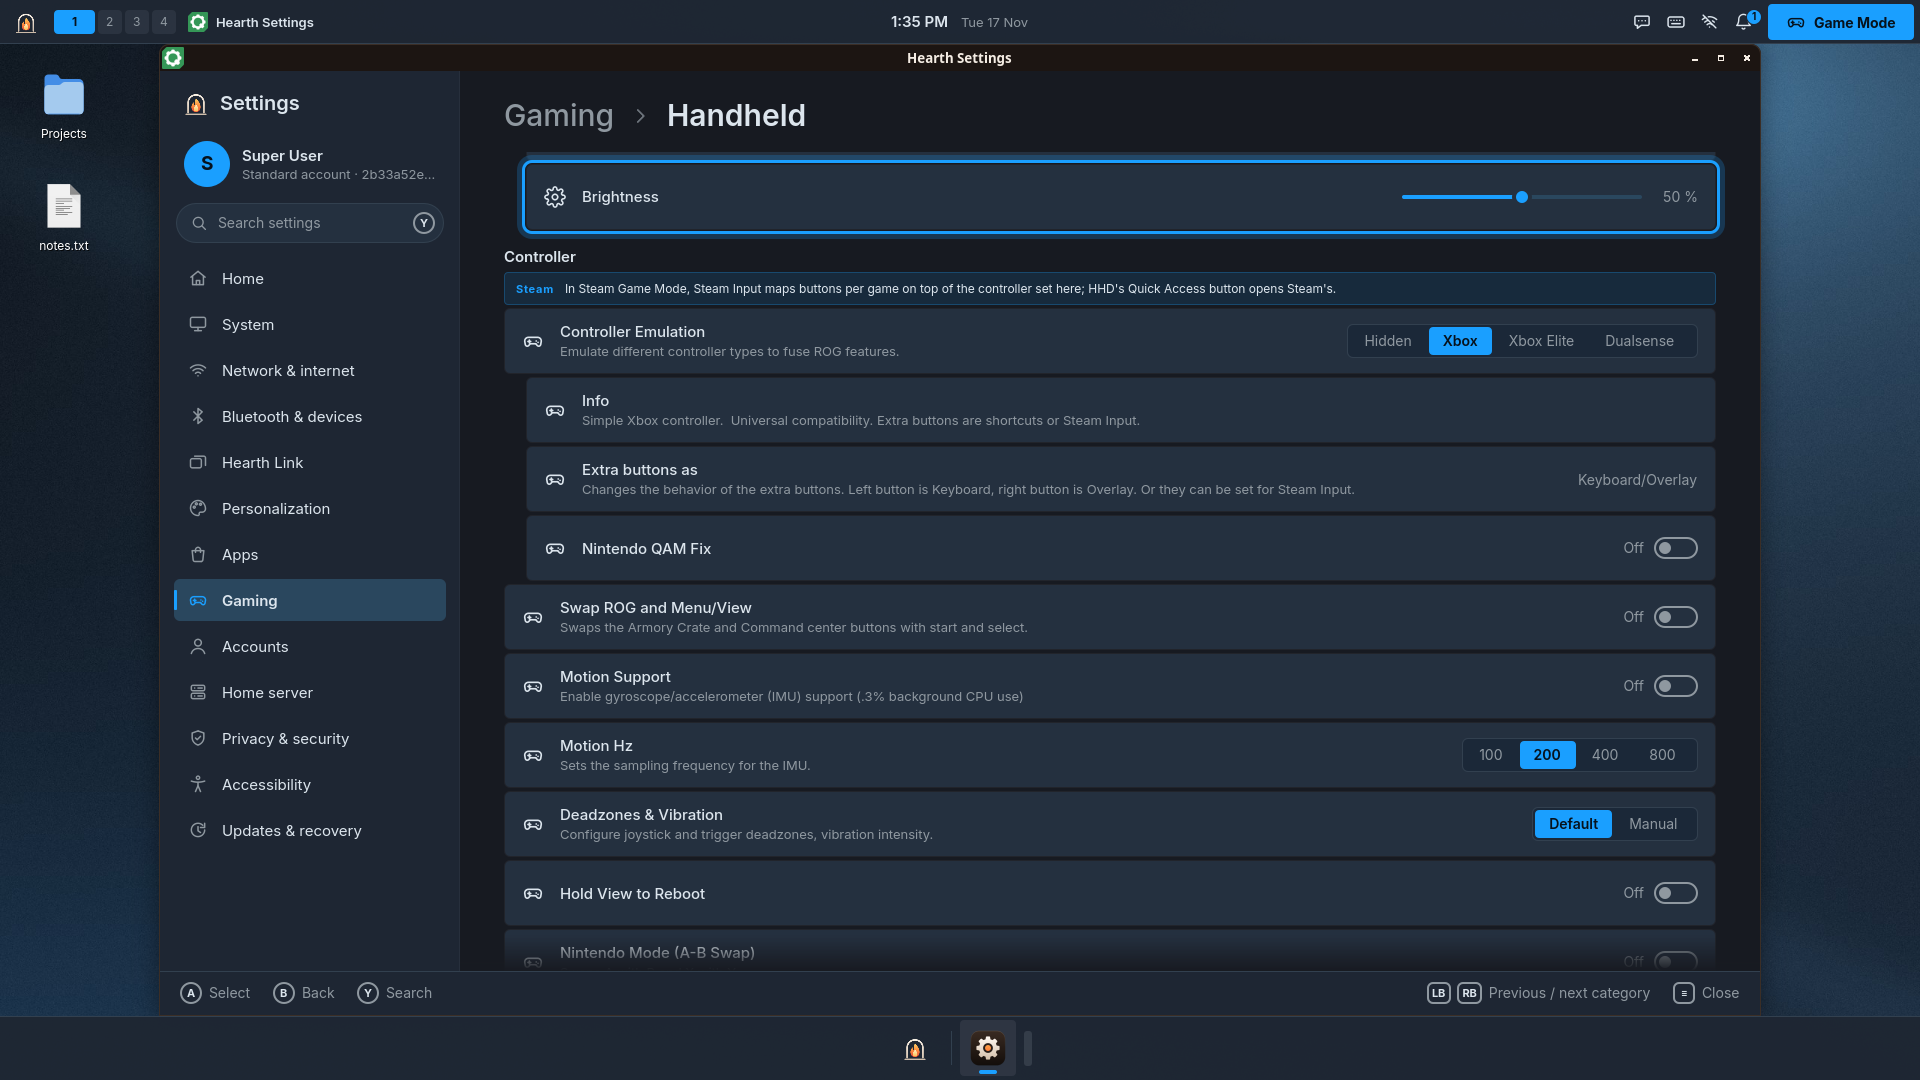 1 2 3 4 Hearth Settings
1:35 PM Tue 17 Nov
1
Game Mode
Hearth Settings
Projects
notes.txt
Settings
S
Super User
Standard account · 2b33a52e...
Search settings Y
Home
System
Network & internet
Bluetooth & devices
Hearth Link
Personalization
Apps
Gaming
Accounts
Home server
Privacy & security
Accessibility
Updates & recovery
Gaming > Handheld
Brightness 50 %
Controller
Steam In Steam Game Mode, Steam Input maps buttons per game on top of the controller set here; HHD's Quick Access button opens Steam's.
Controller Emulation
Emulate different controller types to fuse ROG features.
Hidden Xbox Xbox Elite Dualsense
Info
Simple Xbox controller.  Universal compatibility. Extra buttons are shortcuts or Steam Input.
Extra buttons as
Changes the behavior of the extra buttons. Left button is Keyboard, right button is Overlay. Or they can be set for Steam Input.
Keyboard/Overlay
Nintendo QAM Fix Off
Swap ROG and Menu/View
Swaps the Armory Crate and Command center buttons with start and select.
Off
Motion Support
Enable gyroscope/accelerometer (IMU) support (.3% background CPU use)
Off
Motion Hz
Sets the sampling frequency for the IMU.
100 200 400 800
Deadzones & Vibration
Configure joystick and trigger deadzones, vibration intensity.
Default Manual
Hold View to Reboot Off
Nintendo Mode (A-B Swap)
Off
A Select B Back Y Search
LB RB Previous / next category Close